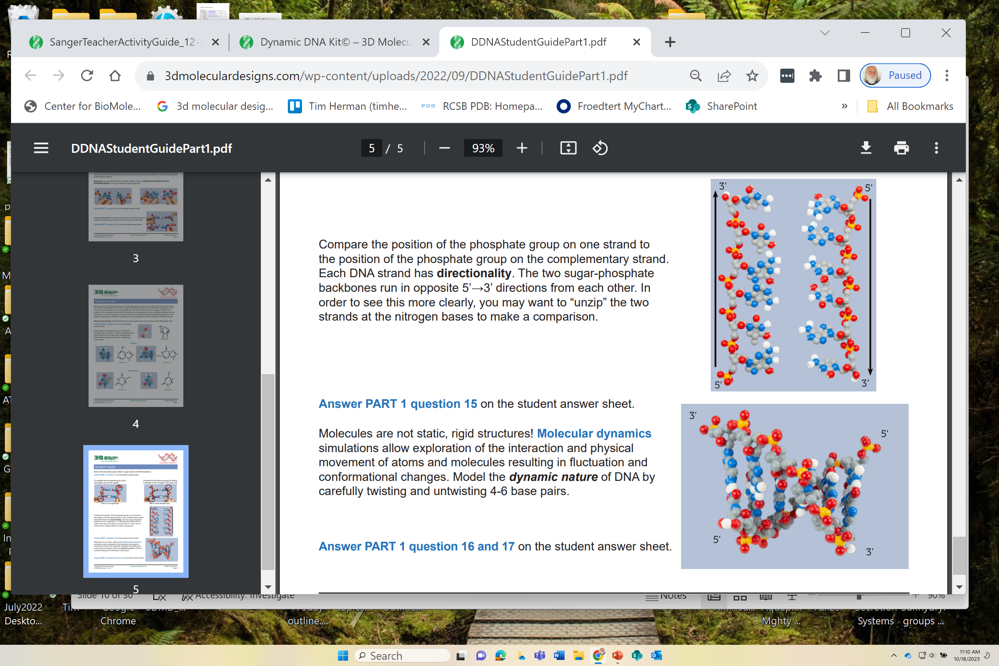 SangerTeacherActivityGuide_12-
Dynamic DNA Kit© – 3D Molecu
DDNAStudentGuidePart1.pdf
3dmoleculardesigns.com/wp-content/uploads/2022/09/DDNAStudentGuidePart1.pdf
Paused
Center for BioMole...
3d molecular desig...
Tim Herman (timhe...
PDB
RCSB PDB: Homepa...
Froedtert MyChart...
SharePoint
»
All Bookmarks
DDNAStudentGuidePart1.pdf
5 / 5
93%
3
4
5
Student Guide
Student Guide
3' 5'
Compare the position of the phosphate group on one strand to
the position of the phosphate group on the complementary strand.
Each DNA strand has directionality. The two sugar-phosphate
backbones run in opposite 5’→3’ directions from each other. In
order to see this more clearly, you may want to “unzip” the two
strands at the nitrogen bases to make a comparison.
5' 3'
Answer PART 1 question 15 on the student answer sheet.
3' 5'
Molecules are not static, rigid structures! Molecular dynamics
simulations allow exploration of the interaction and physical
movement of atoms and molecules resulting in fluctuation and
conformational changes. Model the dynamic nature of DNA by
carefully twisting and untwisting 4-6 base pairs.
5' 3'
Answer PART 1 question 16 and 17 on the student answer sheet.
Slide 10 of 30
Accessibility: Investigate
Notes
90%
July2022
Deskto...
Google
Chrome
outline....
Mghty ...
Secretion
Systems
groups ...
Search
11:10 AM
10/18/2023